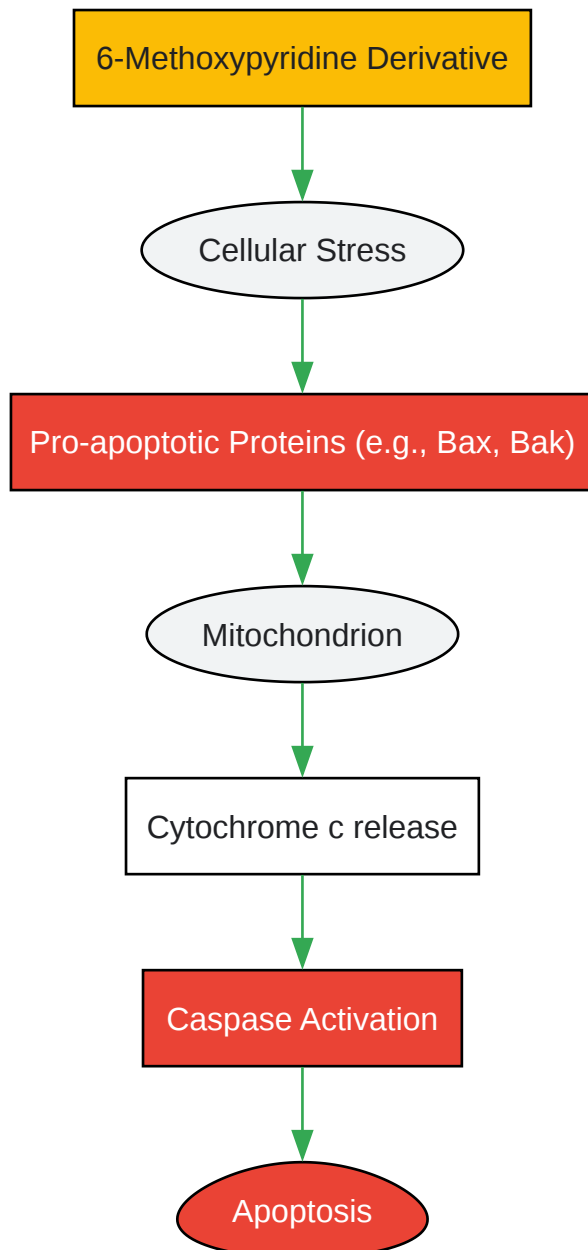 6-Methoxypyridine Derivative
Cellular Stress
Pro-apoptotic Proteins (e.g., Bax, Bak)
Mitochondrion
Cytochrome c release
Caspase Activation
Apoptosis